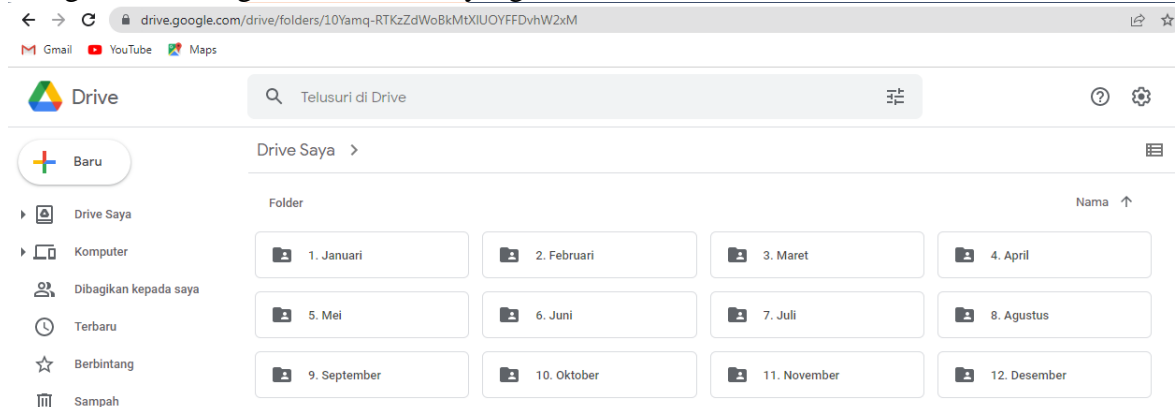 drive.google.com/drive/folders/10Yamq-RTKzZdWoBkMtXlUOYFFDvhW2xM
Gmail YouTube Maps
Drive Telusuri di Drive
Baru Drive Saya >
Folder Nama
Drive Saya
Komputer 1. Januari 2. Februari 3. Maret 4. April
Dibagikan kepada saya
Terbaru 5. Mei 6. Juni 7. Juli 8. Agustus
Berbintang
9. September 10. Oktober 11. November 12. Desember
Sampah